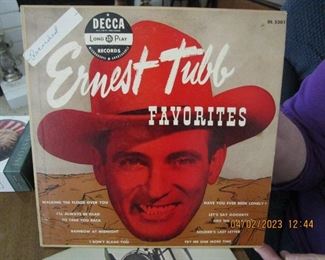 DECCA
DL 5301
LONG PLAY
RECORDS
Ernest Tubb
FAVORITES
WALKING THE FLOOR OVER YOU
HAVE YOU EVER BEEN LONELY?
I'LL ALWAYS BE GLAD
TO TAKE YOU BACK
LET'S SAY GOODBYE
RAINBOW AT MIDNIGHT
SOLDIER'S LAST LETTER
I DON'T BLAME YOU
TRY ME ONE MORE TIME
04/02/2023 12:44